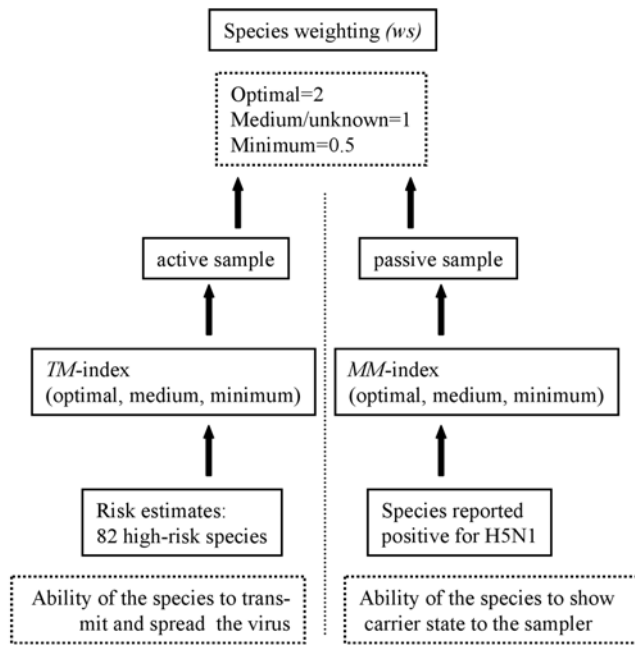 Species weighting (ws)
Optimal=2
Medium/unknown=1
Minimum=0.5
active sample
passive sample
TM-index
(optimal, medium, minimum)
MM-index
(optimal, medium, minimum)
Risk estimates:
82 high-risk species
Species reported
positive for H5N1
Ability of the species to trans-
mit and spread the virus
Ability of the species to show
carrier state to the sampler